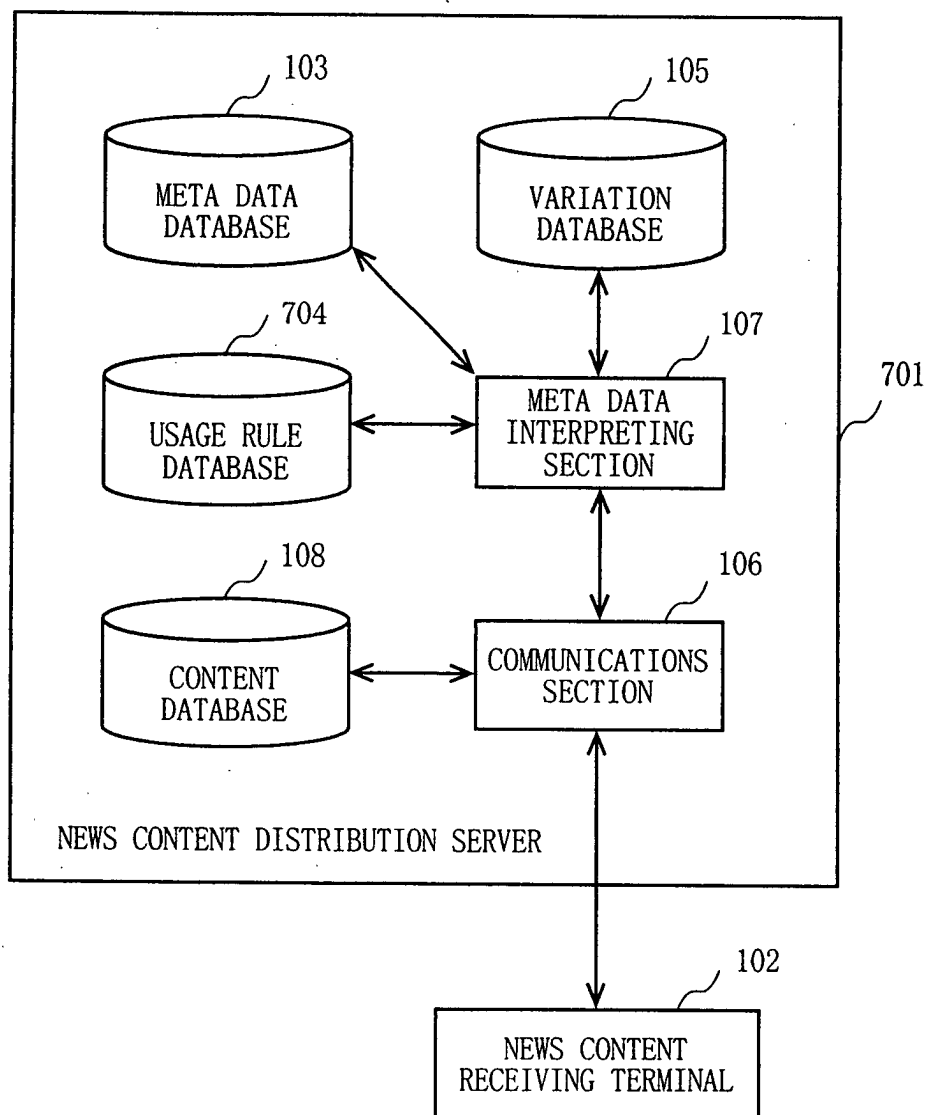 103
105
META DATA
DATABASE
VARIATION
DATABASE
704
107
701
USAGE RULE
DATABASE
META DATA
INTERPRETING
SECTION
108
106
CONTENT
DATABASE
COMMUNICATIONS
SECTION
NEWS CONTENT DISTRIBUTION SERVER
102
NEWS CONTENT
RECEIVING TERMINAL